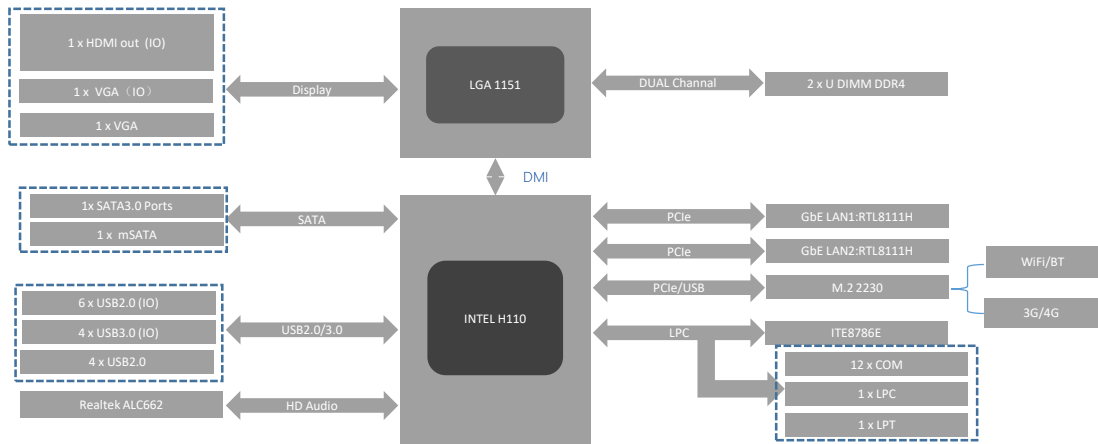 1 x HDMI out (IO)
1 x VGA（IO）
1 x VGA
Display
LGA 1151
DUAL Channal
2 x U DIMM DDR4
DMI
1x SATA3.0 Ports
1 x mSATA
SATA
6 x USB2.0 (IO)
4 x USB3.0 (IO)
4 x USB2.0
USB2.0/3.0
Realtek ALC662
HD Audio
INTEL H110
PCIe
GbE LAN1:RTL8111H
PCIe
GbE LAN2:RTL8111H
PCIe/USB
M.2 2230
WiFi/BT
3G/4G
LPC
ITE8786E
12 x COM
1 x LPC
1 x LPT